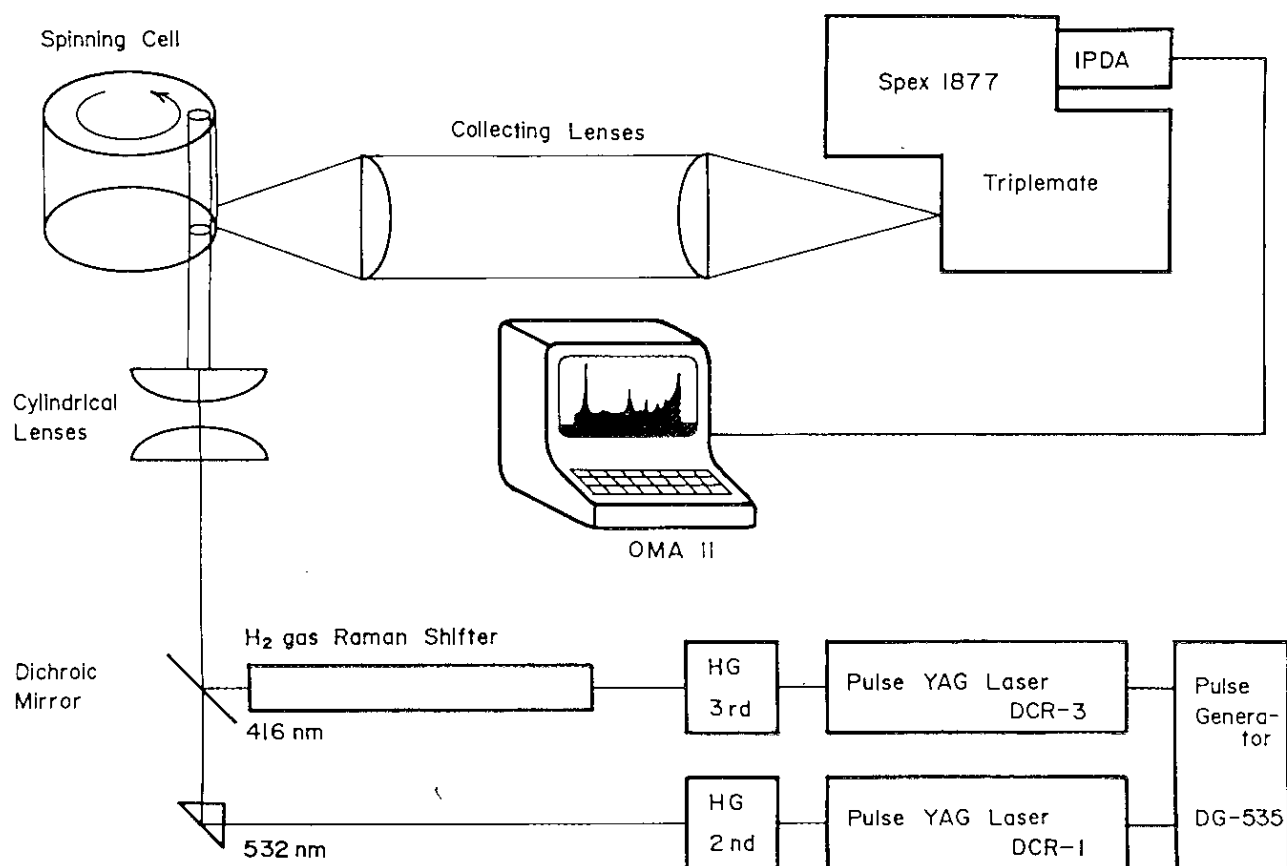 Spinning Cell
Spex 1877
IPDA
Collecting Lenses
Triplemate
Cylindrical
Lenses
OMA II
H₂ gas Raman Shifter
Dichroic
Mirror
416 nm
HG
3rd
Pulse YAG Laser
DCR-3
Pulse
Genera-
tor
532 nm
HG
2nd
Pulse YAG Laser
DCR-1
DG-535